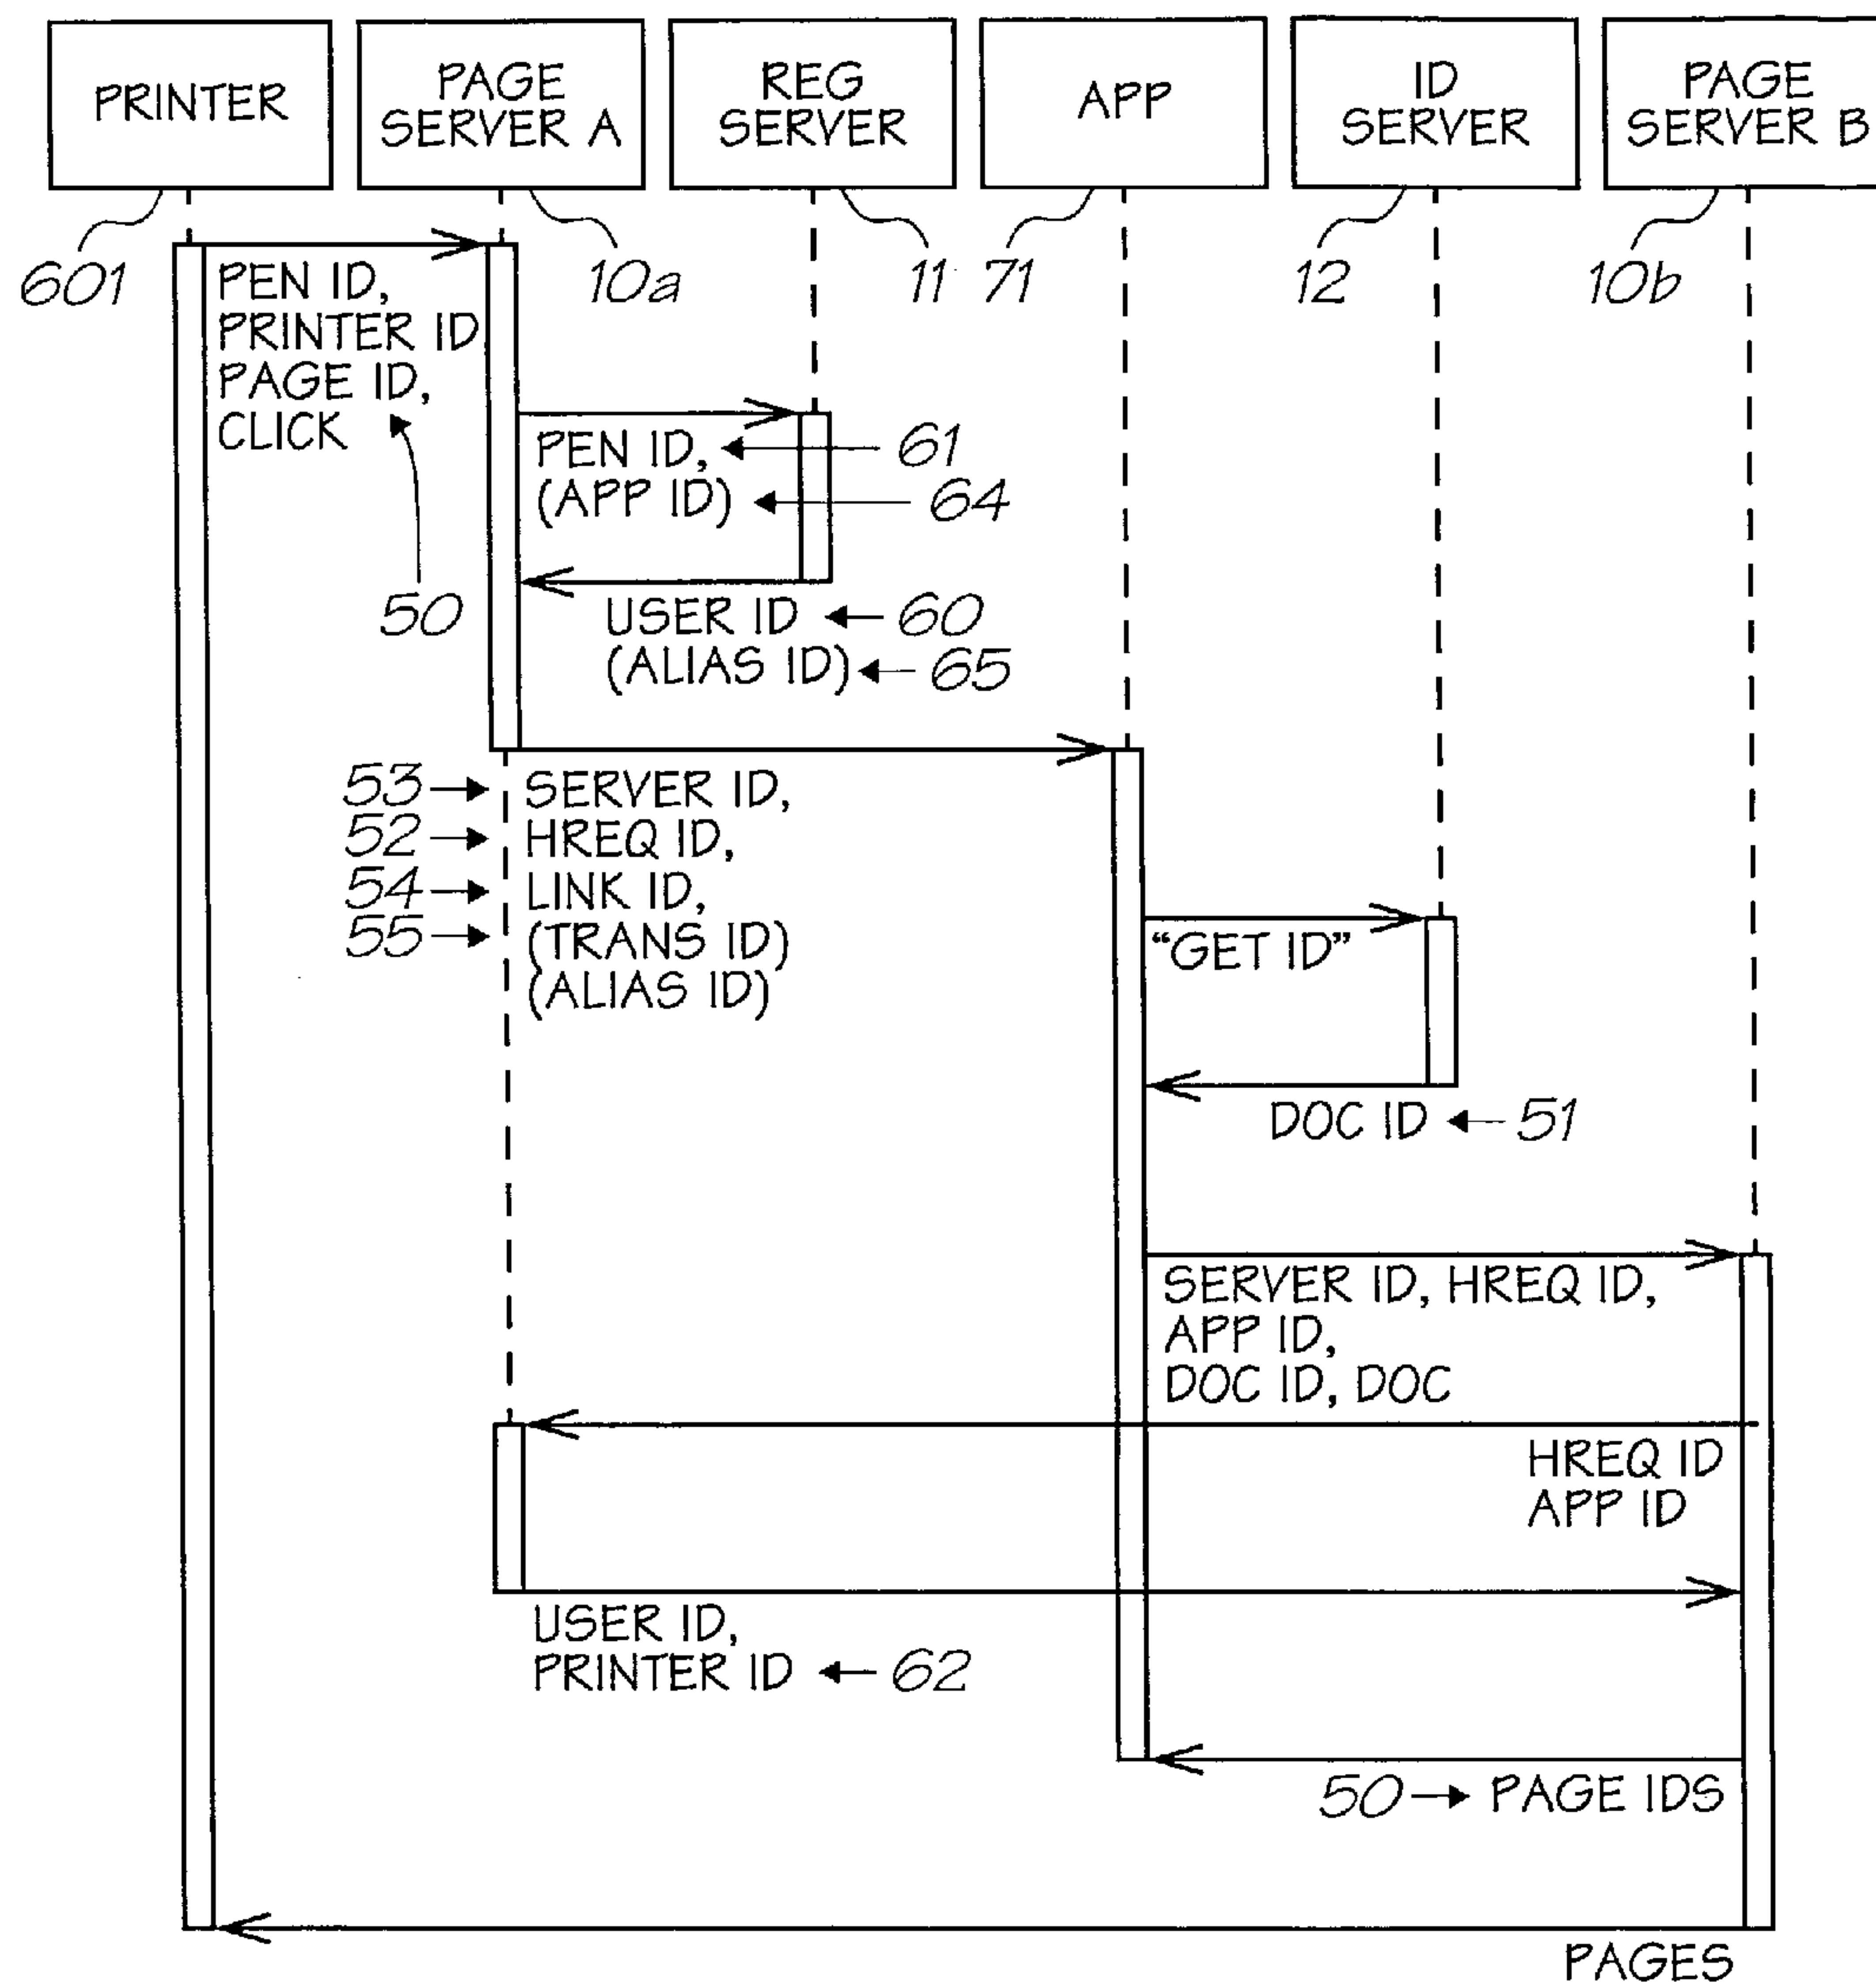 PRINTER
PAGE
SERVER A
REG
SERVER
APP
ID
SERVER
PAGE
SERVER B
601
10a
11
71
12
10b
PEN ID,
PRINTER ID
PAGE ID,
CLICK
50
PEN ID,
61
(APP ID)
64
USER ID
60
(ALIAS ID)
65
53
SERVER ID,
52
HREQ ID,
54
LINK ID,
55
(TRANS ID)
(ALIAS ID)
“GET ID”
DOC ID
51
SERVER ID, HREQ ID,
APP ID,
DOC ID, DOC
HREQ ID
APP ID
USER ID,
PRINTER ID
62
50
PAGE IDS
PAGES